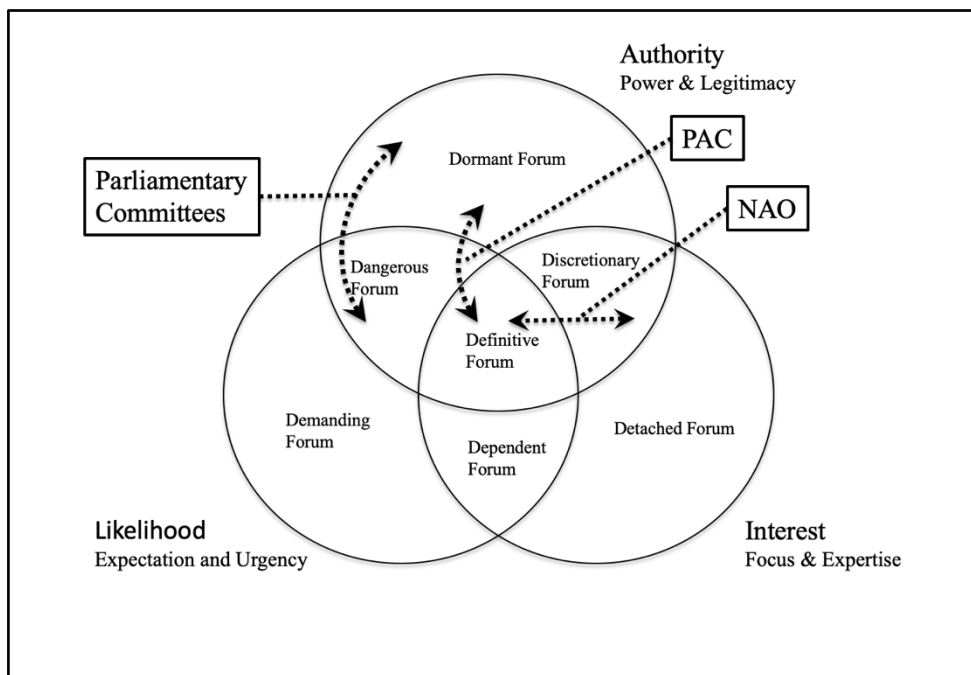 Authority
Power & Legitimacy
PAC
Dormant Forum
Parliamentary
Committees
NAO
Dangerous
Forum
Discretionary
Forum
Definitive
Forum
Demanding
Forum
Detached Forum
Dependent
Forum
Likelihood
Expectation and Urgency
Interest
Focus & Expertise